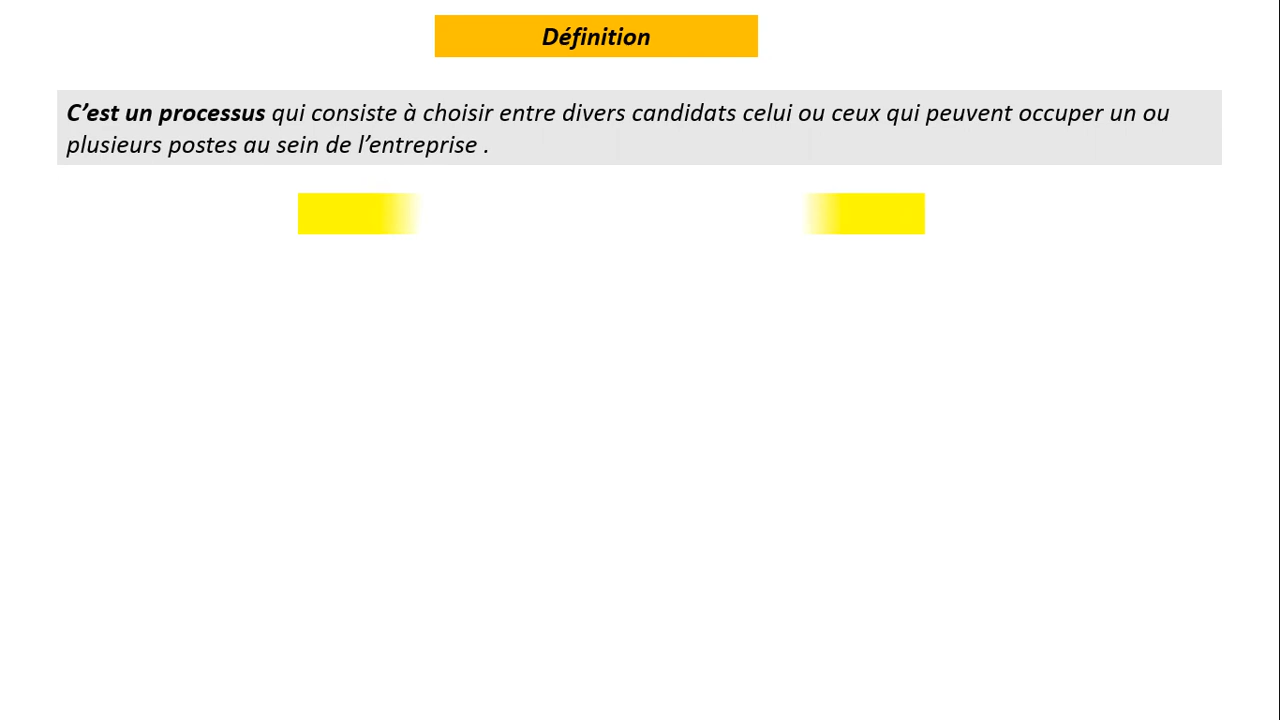 Définition
C’est un processus qui consiste à choisir entre divers candidats celui ou ceux qui peuvent occuper un ou
plusieurs postes au sein de l’entreprise .